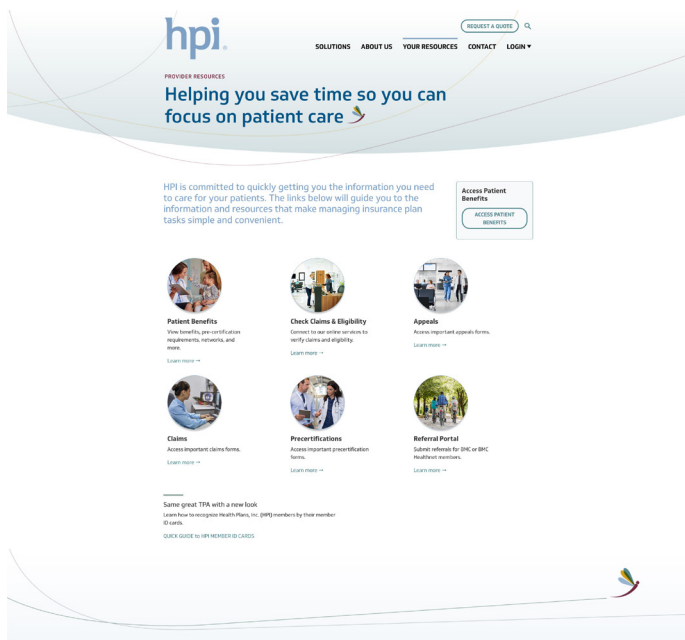 hpi
REQUEST A QUOTE
SOLUTIONS ABOUT US YOUR RESOURCES CONTACT LOGIN ▾
PROVIDER RESOURCES
Helping you save time so you can
focus on patient care
HPI is committed to quickly getting you the information you need
to care for your patients. The links below will guide you to the
information and resources that make managing insurance plan
tasks simple and convenient.
Access Patient
Benefits
ACCESS PATIENT
BENEFITS
Patient Benefits
View benefits, pre-certification
requirements, networks, and
more.
Learn more →
Check Claims & Eligibility
Connect to our online services to
verify claims and eligibility.
Learn more →
Appeals
Access important appeals forms.
Learn more →
Claims
Access important claims forms.
Learn more →
Precertifications
Access important precertification
forms.
Learn more →
Referral Portal
Submit referrals for BMC or BMC
Healthnet members.
Learn more →
Same great TPA with a new look
Learn how to recognize Health Plans, Inc. (HPI) members by their member
ID cards.
QUICK GUIDE to HPI MEMBER ID CARDS